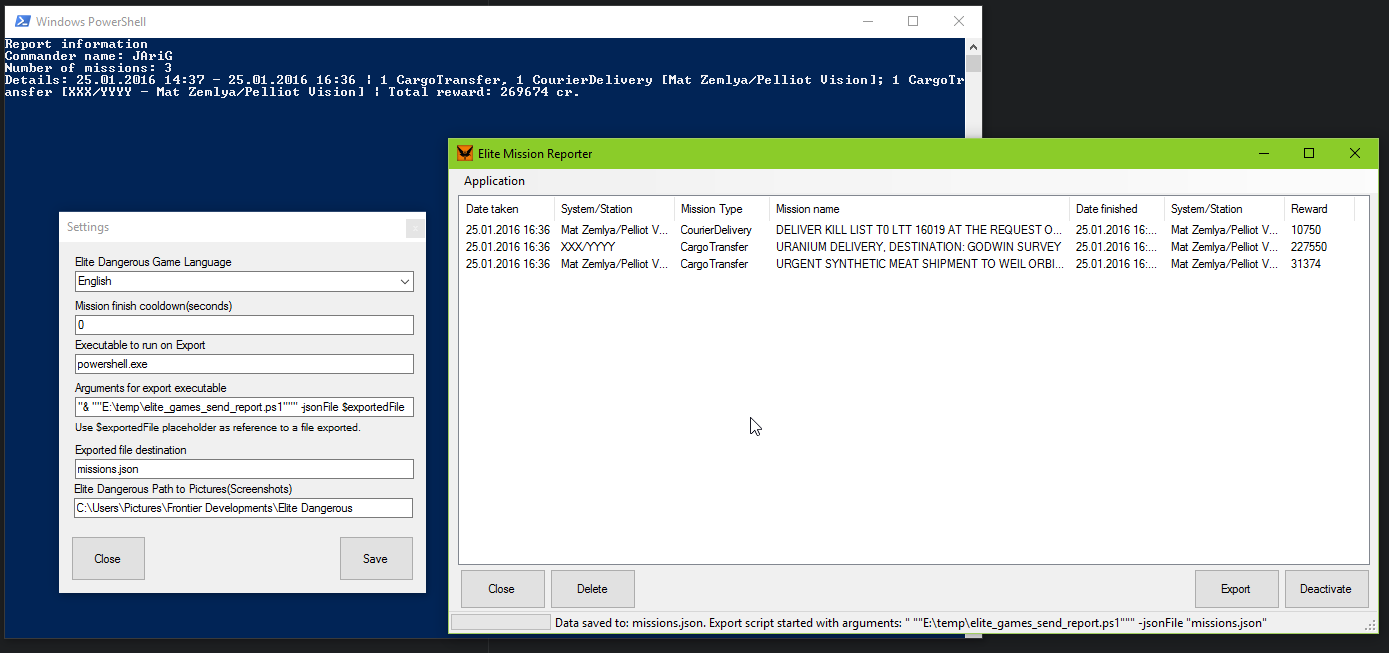 Windows PowerShell
Report information
Commander name: JAriG
Number of missions: 3
Details: 25.01.2016 14:37 - 25.01.2016 16:36 | 1 CargoTransfer, 1 CourierDelivery [Mat Zemlya/Pelliot Vision]; 1 CargoTr
ansfer [XXX/YYYY - Mat Zemlya/Pelliot Vision] | Total reward: 269674 cr.
Settings
Elite Dangerous Game Language
English
Mission finish cooldown(seconds)
0
Executable to run on Export
powershell.exe
Arguments for export executable
"& ""E:\temp\elite_games_send_report.ps1""" -jsonFile $exportedFile
Use $exportedFile placeholder as reference to a file exported.
Exported file destination
missions.json
Elite Dangerous Path to Pictures(Screenshots)
C:\Users\Pictures\Frontier Developments\Elite Dangerous
Close Save
Elite Mission Reporter
Application
Date taken System/Station Mission Type Mission name Date finished System/Station Reward
25.01.2016 16:36 Mat Zemlya/Pelliot V... CourierDelivery DELIVER KILL LIST T0 LTT 16019 AT THE REQUEST O... 25.01.2016 16:... Mat Zemlya/Pelliot V... 10750
25.01.2016 16:36 XXX/YYYY CargoTransfer URANIUM DELIVERY, DESTINATION: GODWIN SURVEY 25.01.2016 16:... Mat Zemlya/Pelliot V... 227550
25.01.2016 16:36 Mat Zemlya/Pelliot V... CargoTransfer URGENT SYNTHETIC MEAT SHIPMENT TO WEIL ORBI... 25.01.2016 16:... Mat Zemlya/Pelliot V... 31374
Close Delete Export Deactivate
Data saved to: missions.json. Export script started with arguments: " ""E:\temp\elite_games_send_report.ps1""" -jsonFile "missions.json"